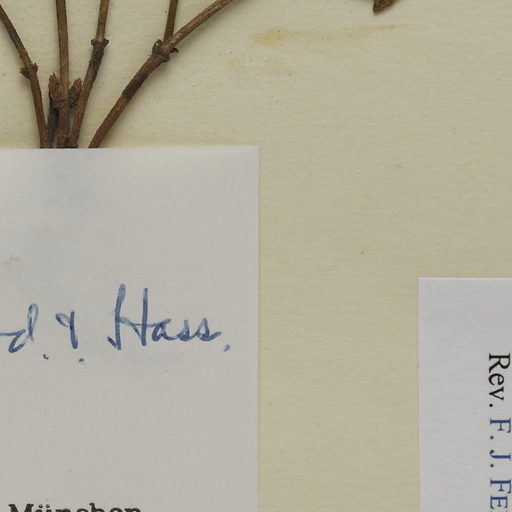 d. & Hass.
München
Rev. F. J. FE